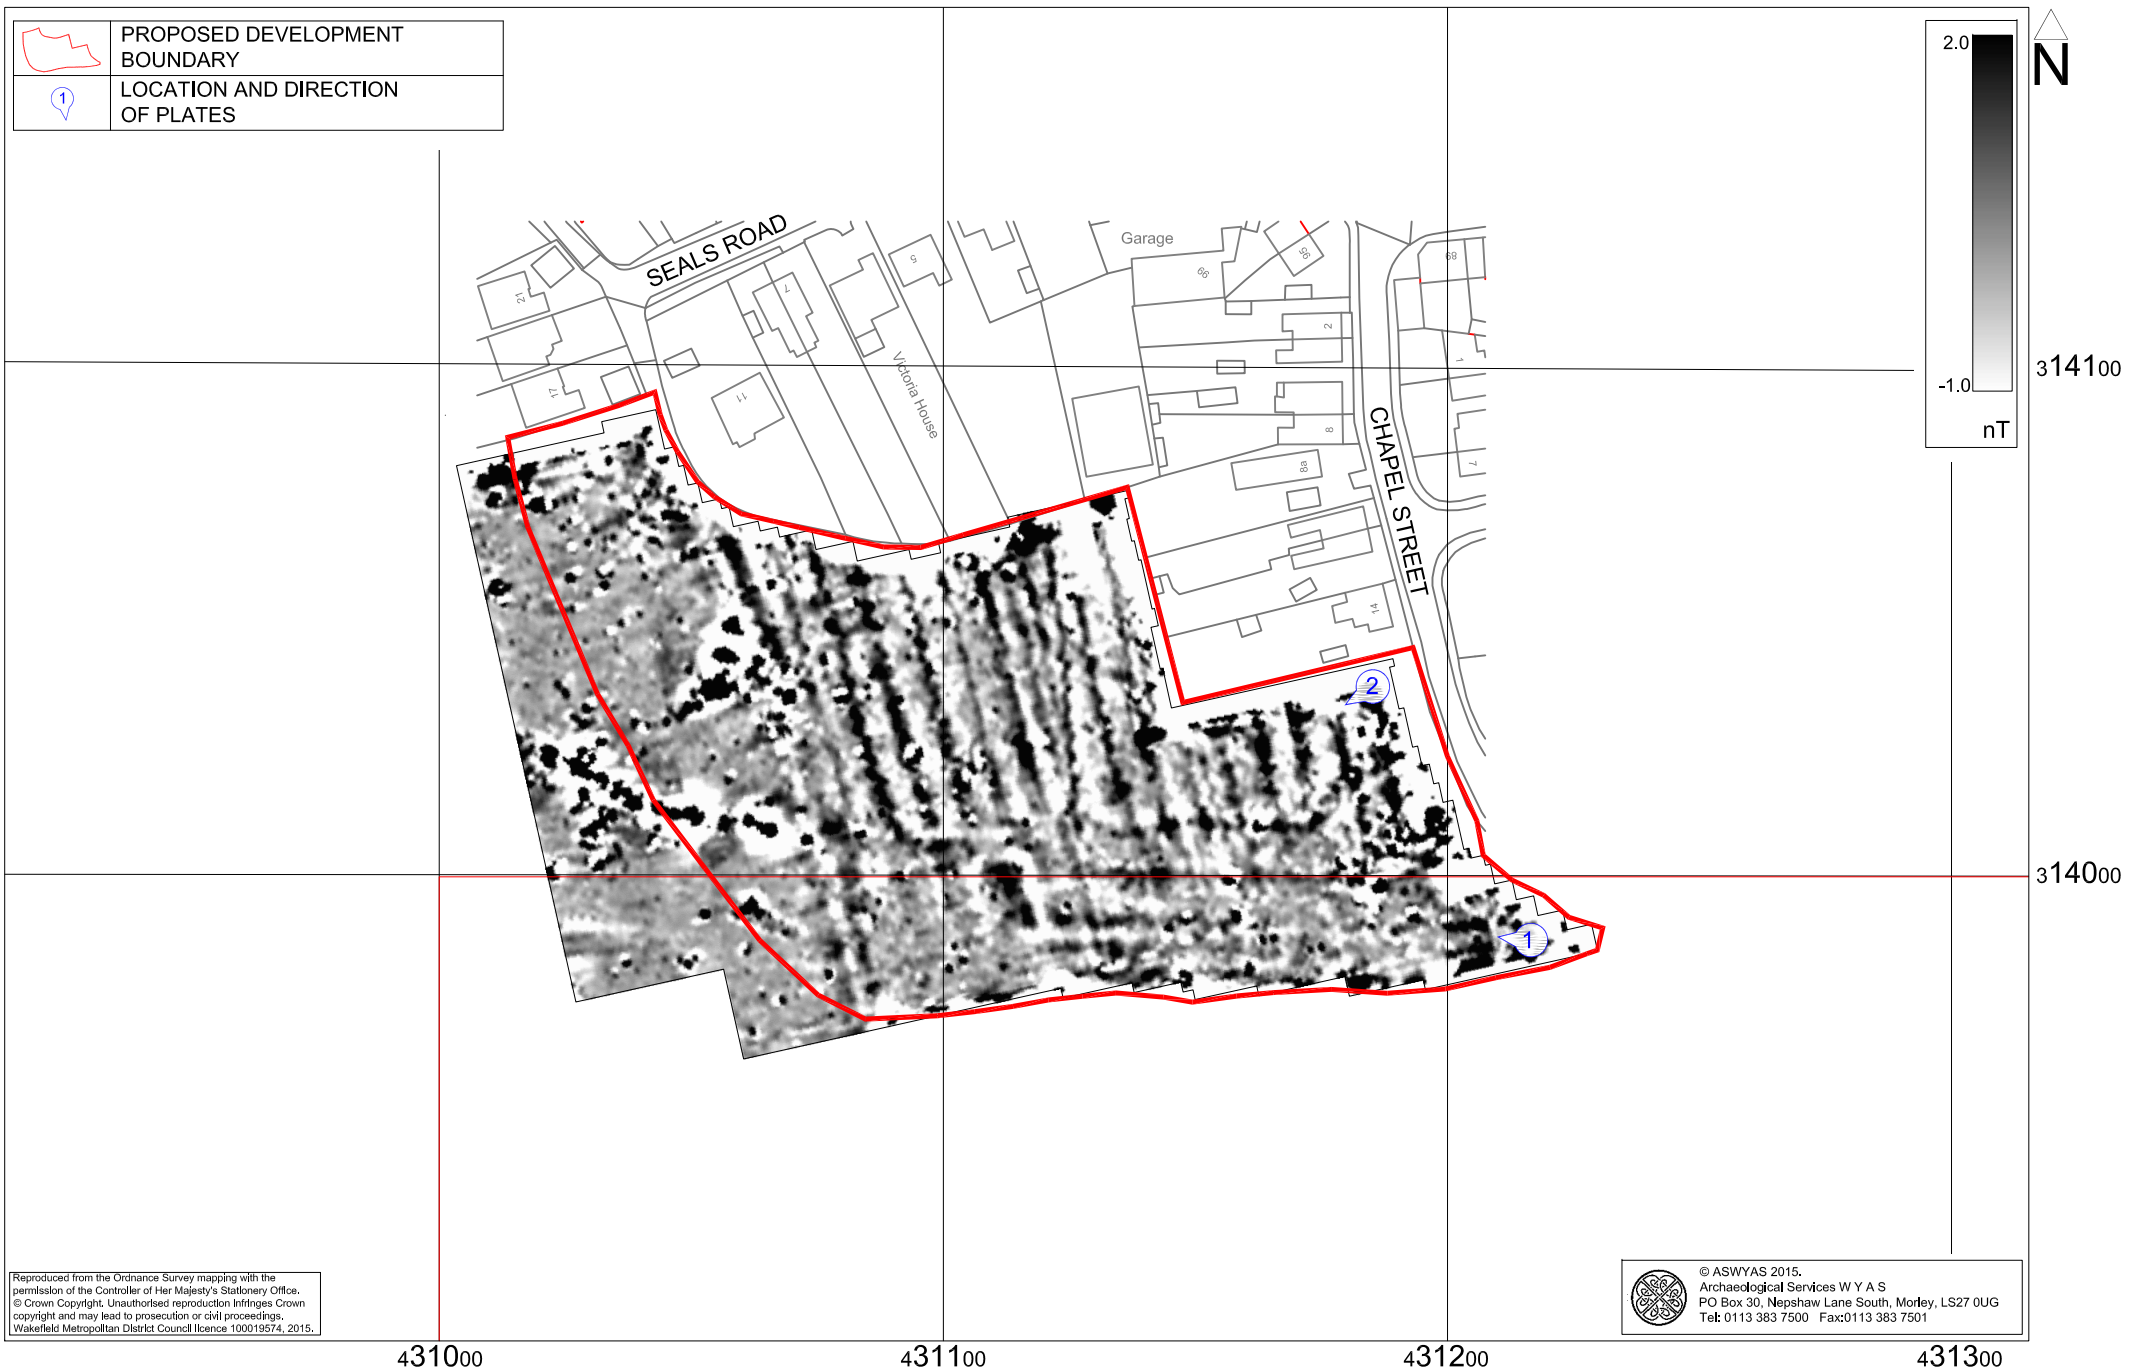 PROPOSED DEVELOPMENT
BOUNDARY
1
LOCATION AND DIRECTION
OF PLATES
2.0
-1.0
nT
N
SEALS ROAD
Garage
99
95
89
21
7
5
2
1
17
11
Victoria House
8
8a
7
CHAPEL STREET
14
2
1
314100
314000
Reproduced from the Ordnance Survey mapping with the
permission of the Controller of Her Majesty's Stationery Office.
© Crown Copyright. Unauthorised reproduction infringes Crown
copyright and may lead to prosecution or civil proceedings.
Wakefield Metropolitan District Council licence 100019574, 2015.
© ASWYAS 2015.
Archaeological Services W Y A S
PO Box 30, Nepshaw Lane South, Morley, LS27 0UG
Tel: 0113 383 7500 Fax:0113 383 7501
431000
431100
431200
431300